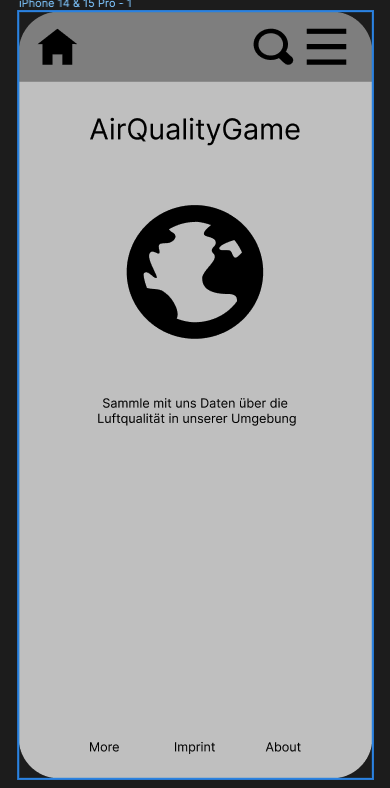 iPhone 14 & 15 Pro - 1
AirQualityGame
Sammle mit uns Daten über die
Luftqualität in unserer Umgebung
More Imprint About